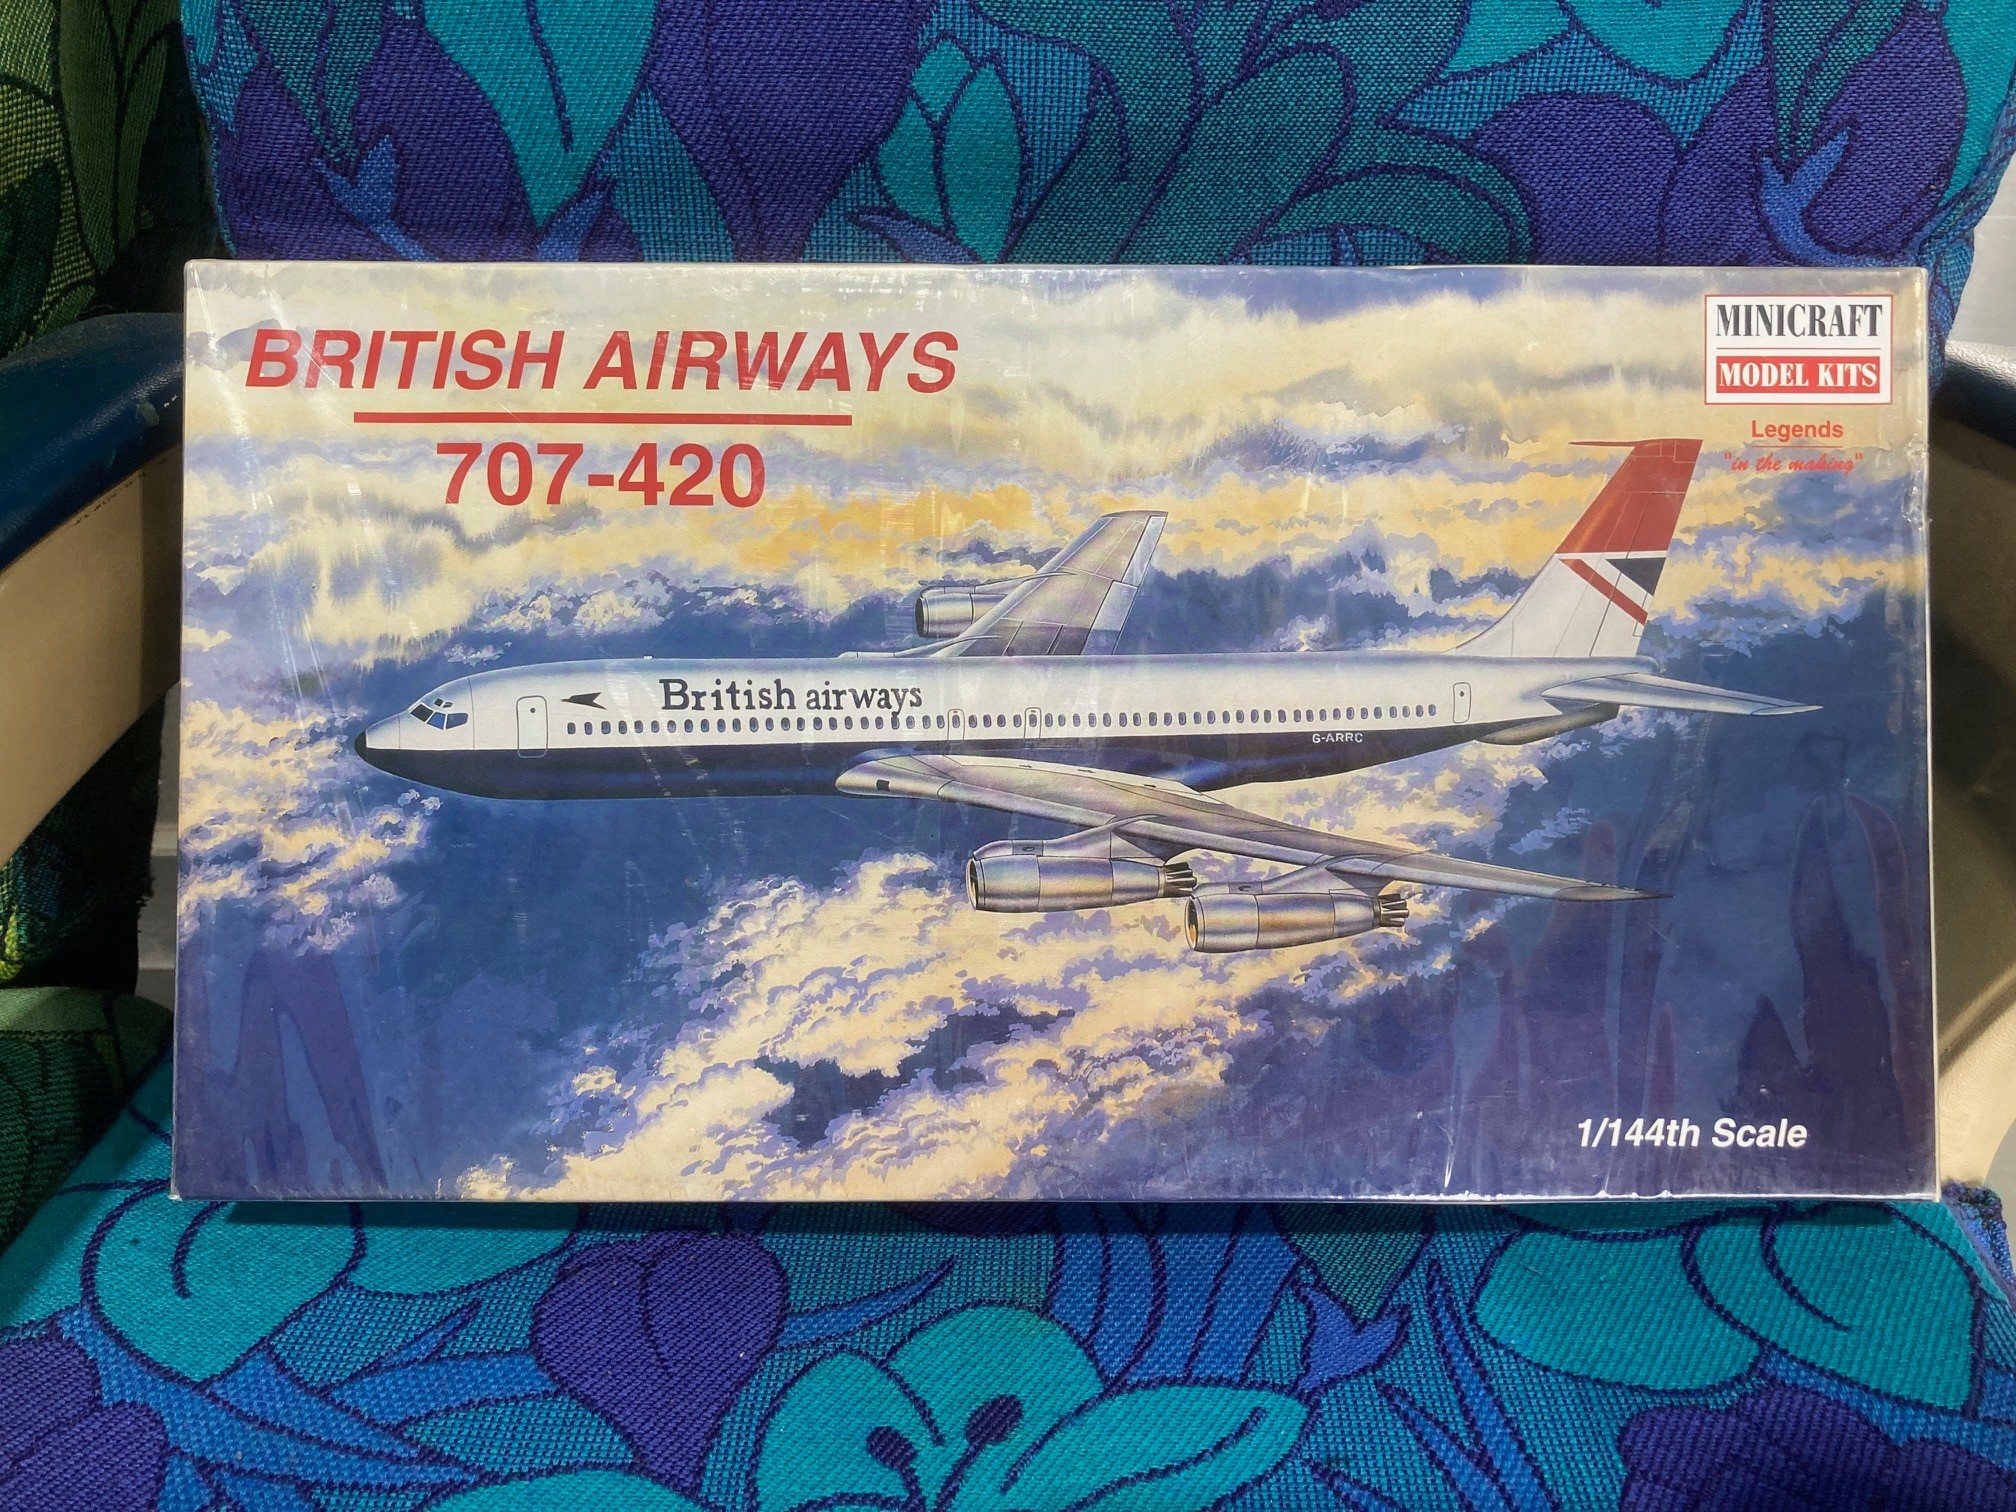 BRITISH AIRWAYS
707-420
MINICRAFT
MODEL KITS
Legends
"in the making"
British airways
G-ARRC
1/144th Scale